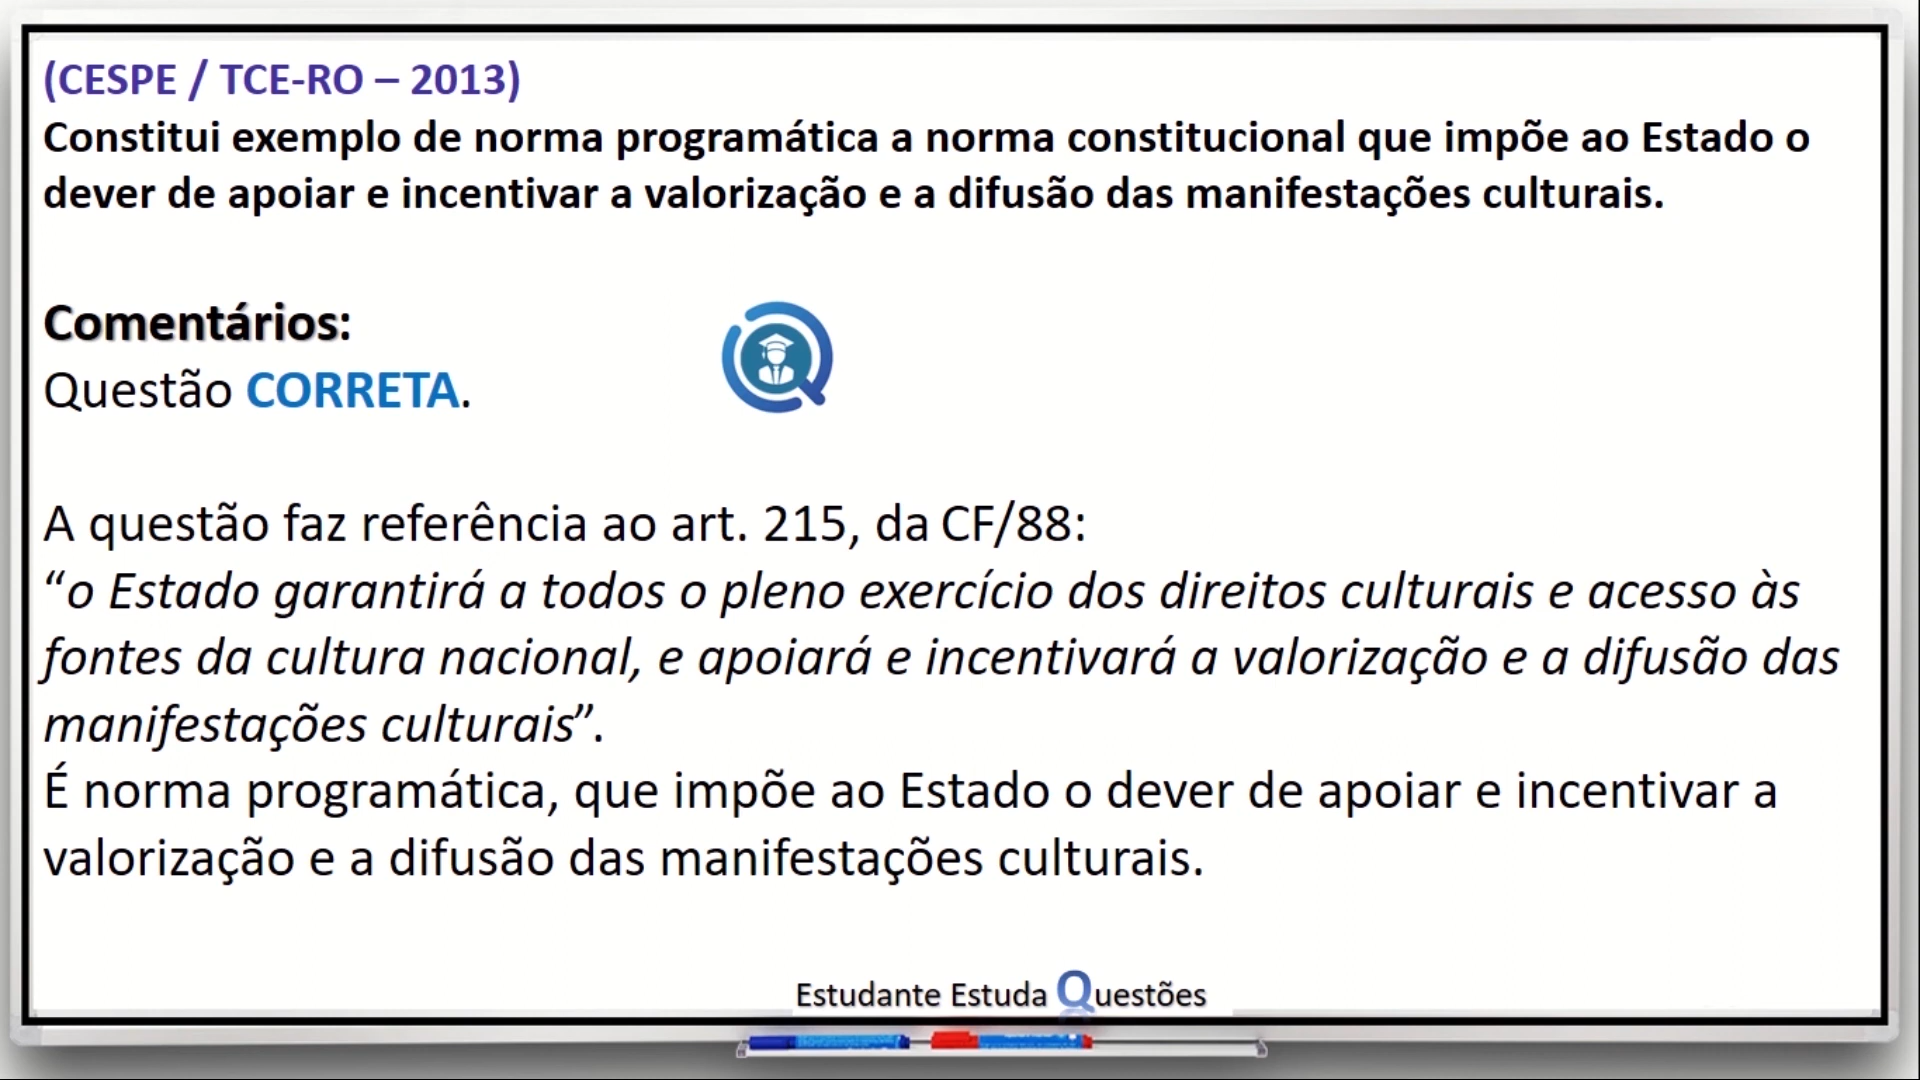 (CESPE / TCE-RO – 2013)
Constitui exemplo de norma programática a norma constitucional que impõe ao Estado o
dever de apoiar e incentivar a valorização e a difusão das manifestações culturais.
Comentários:
Questão CORRETA.
A questão faz referência ao art. 215, da CF/88:
“o Estado garantirá a todos o pleno exercício dos direitos culturais e acesso às
fontes da cultura nacional, e apoiará e incentivará a valorização e a difusão das
manifestações culturais”.
É norma programática, que impõe ao Estado o dever de apoiar e incentivar a
valorização e a difusão das manifestações culturais.
Estudante Estuda Questões